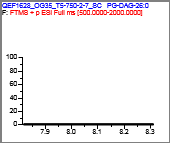 QEF1628_OG35_T5-750-2-7_SC PG-DAG-26:0
F: FTMS + p ESI Full ms [500.0000-2000.0000]
100
80
60
40
20
0
7.9 8.0 8.1 8.2 8.3